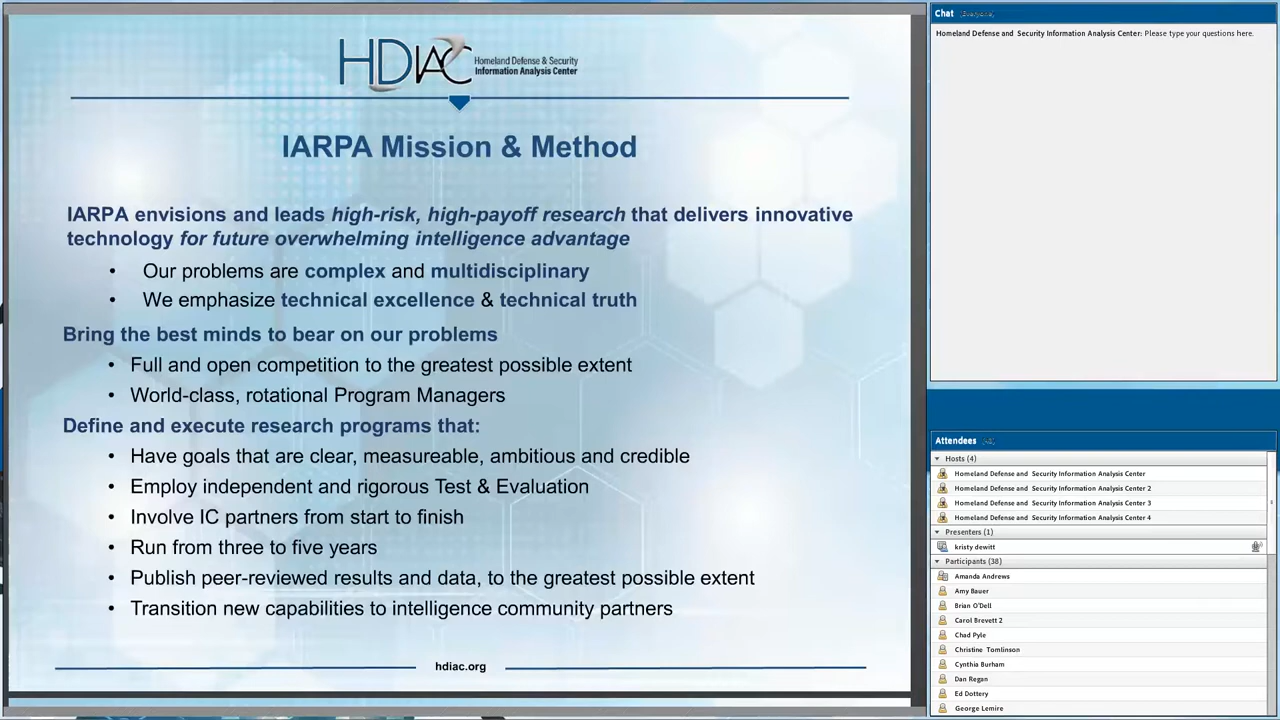 HDIAC
Homeland Defense & Security
Information Analysis Center
IARPA Mission & Method
IARPA envisions and leads high-risk, high-payoff research that delivers innovative
technology for future overwhelming intelligence advantage
• Our problems are complex and multidisciplinary
• We emphasize technical excellence & technical truth
Bring the best minds to bear on our problems
• Full and open competition to the greatest possible extent
• World-class, rotational Program Managers
Define and execute research programs that:
• Have goals that are clear, measureable, ambitious and credible
• Employ independent and rigorous Test & Evaluation
• Involve IC partners from start to finish
• Run from three to five years
• Publish peer-reviewed results and data, to the greatest possible extent
• Transition new capabilities to intelligence community partners
hdiac.org
Chat (Everyone)
Homeland Defense and Security Information Analysis Center: Please type your questions here.
Attendees
Hosts (4)
Homeland Defense and Security Information Analysis Center
Homeland Defense and Security Information Analysis Center 2
Homeland Defense and Security Information Analysis Center 3
Homeland Defense and Security Information Analysis Center 4
Presenters (1)
kristy dewitt
Participants (38)
Amanda Andrews
Amy Bauer
Brian O'Dell
Carol Brevett 2
Chad Pyle
Christine Tomlinson
Cynthia Burham
Dan Regan
Ed Dottery
George Lemire